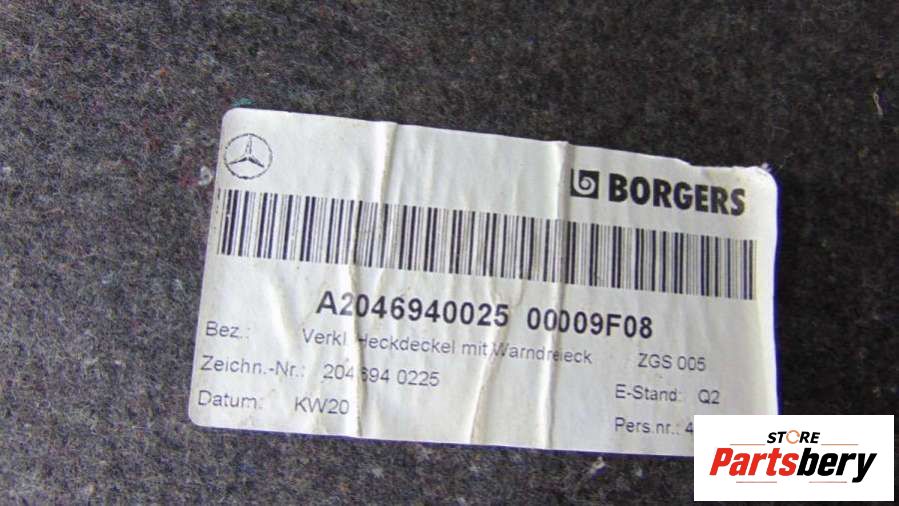 BORGERS
A2046940025 00009F08
Bez.: Verkl. Heckdeckel mit Warndreieck ZGS 005
Zeichn.-Nr.: 204 694 0225 E-Stand: Q2
Datum: KW20 Pers.nr.: 4
STORE
Partsbery